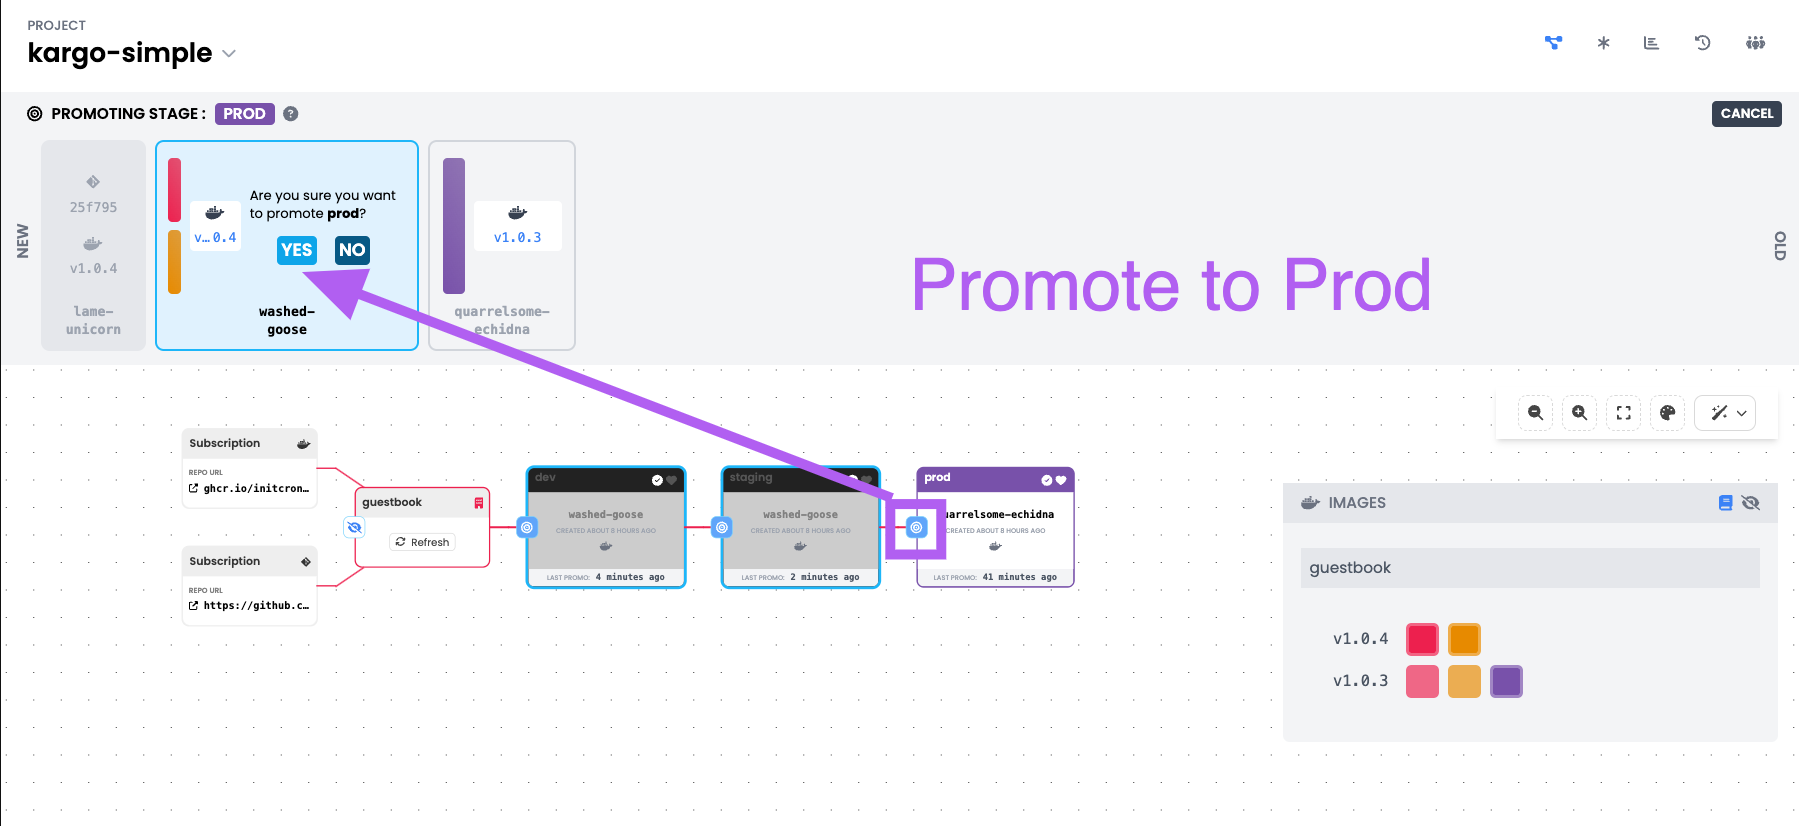 PROJECT
kargo-simple
PROMOTING STAGE : PROD ?
CANCEL
NEW
25f795
v1.0.4
lame-
unicorn
v...0.4
Are you sure you want
to promote prod?
YES NO
washed-
goose
v1.0.3
quarrelsome-
echidna
Promote to Prod
OLD
Subscription
REPO URL
ghcr.io/initcron...
Subscription
REPO URL
https://github.c...
guestbook
Refresh
dev
washed-goose
CREATED ABOUT 8 HOURS AGO
LAST PROMO: 4 minutes ago
staging
washed-goose
CREATED ABOUT 8 HOURS AGO
LAST PROMO: 2 minutes ago
prod
uarrelsome-echidna
CREATED ABOUT 8 HOURS AGO
LAST PROMO: 41 minutes ago
IMAGES
guestbook
v1.0.4
v1.0.3